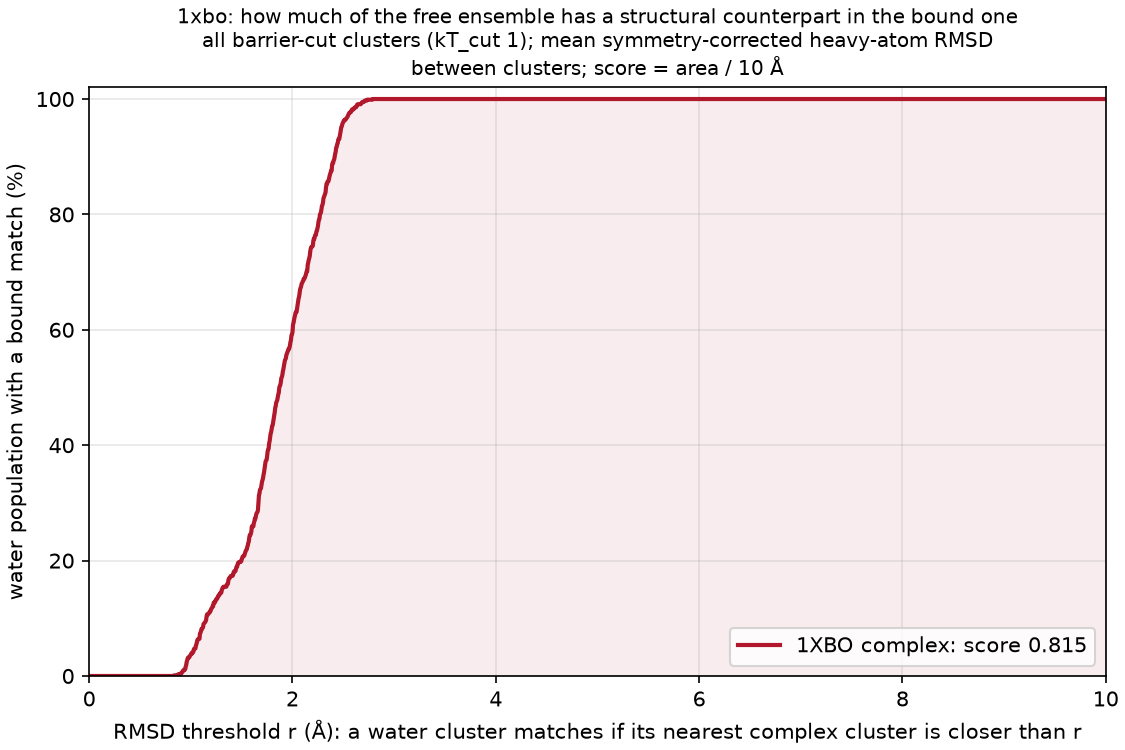 1xbo: how much of the free ensemble has a structural counterpart in the bound one
all barrier-cut clusters (kT_cut 1); mean symmetry-corrected heavy-atom RMSD
between clusters; score = area / 10 Å
water population with a bound match (%)
100
80
60
40
20
0
1XBO complex: score 0.815
0 2 4 6 8 10
RMSD threshold r (Å): a water cluster matches if its nearest complex cluster is closer than r